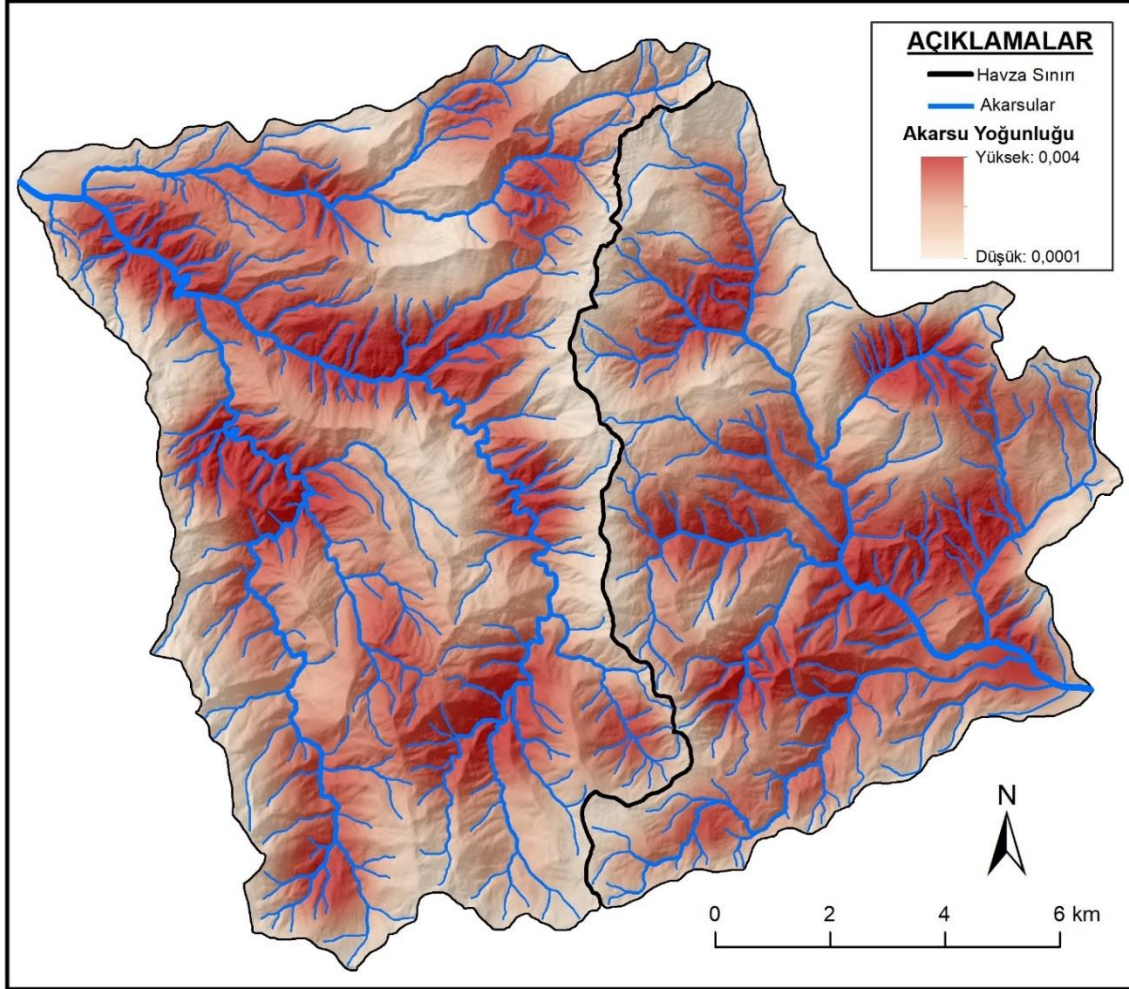 AÇIKLAMALAR
Havza Sınırı
Akarsular
Akarsu Yoğunluğu
Yüksek: 0,004
Düşük: 0,0001
N
0 2 4 6 km